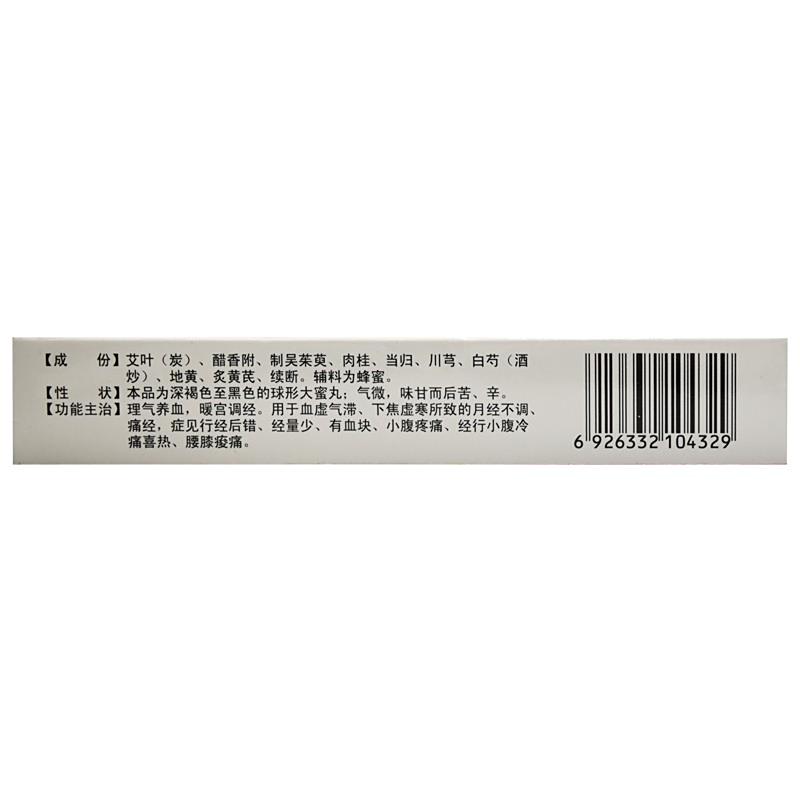 【成　份】艾叶（炭）、醋香附、制吴茱萸、肉桂、当归、川芎、白芍（酒
炒）、地黄、炙黄芪、续断。辅料为蜂蜜。
【性　状】本品为深褐色至黑色的球形大蜜丸；气微，味甘而后苦、辛。
【功能主治】理气养血，暖宫调经。用于血虚气滞、下焦虚寒所致的月经不调、
痛经，症见行经后错、经量少、有血块、小腹疼痛、经行小腹冷
痛喜热、腰膝痠痛。
6 926332 104329